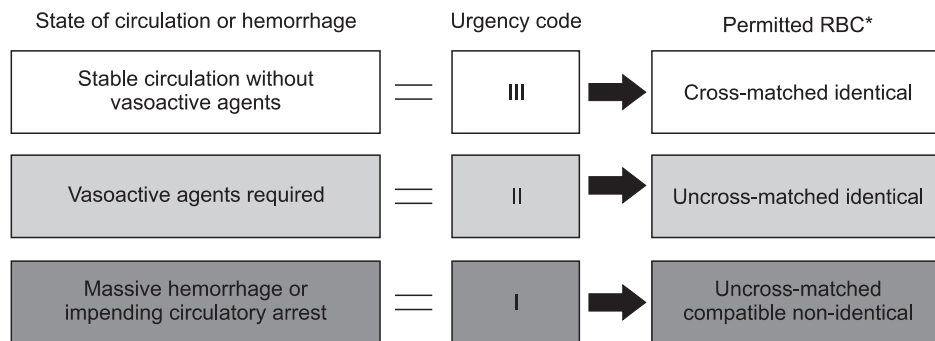 State of circulation or hemorrhage
Urgency code
Permitted RBC*
Stable circulation without
vasoactive agents
III
Cross-matched identical
Vasoactive agents required
II
Uncross-matched identical
Massive hemorrhage or
impending circulatory arrest
I
Uncross-matched
compatible non-identical